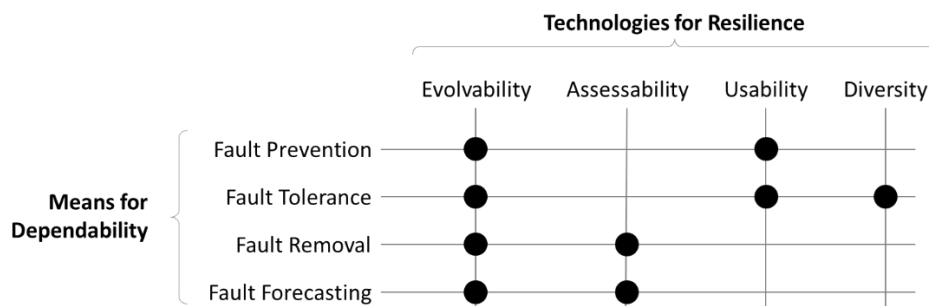 Technologies for Resilience
Evolvability Assessability Usability Diversity
Fault Prevention
Fault Tolerance
Means for
Dependability
Fault Removal
Fault Forecasting